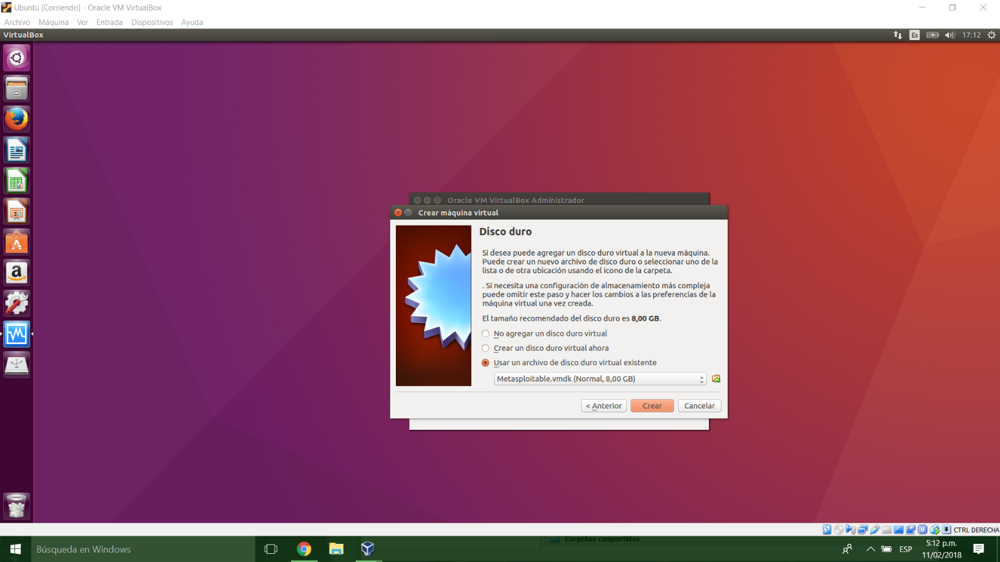 Ubuntu [Corriendo] - Oracle VM VirtualBox
Archivo Máquina Ver Entrada Dispositivos Ayuda
VirtualBox
Es
17:12
Oracle VM VirtualBox Administrador
Crear máquina virtual
Disco duro
Si desea puede agregar un disco duro virtual a la nueva máquina.
Puede crear un nuevo archivo de disco duro o seleccionar uno de la
lista o de otra ubicación usando el icono de la carpeta.
. Si necesita una configuración de almacenamiento más compleja
puede omitir este paso y hacer los cambios a las preferencias de la
máquina virtual una vez creada.
El tamaño recomendado del disco duro es 8,00 GB.
No agregar un disco duro virtual
Crear un disco duro virtual ahora
Usar un archivo de disco duro virtual existente
Metasploitable.vmdk (Normal, 8,00 GB)
< Anterior
Crear
Cancelar
CTRL DERECHA
Carpetas compartidas
Búsqueda en Windows
ESP
5:12 p.m.
11/02/2018